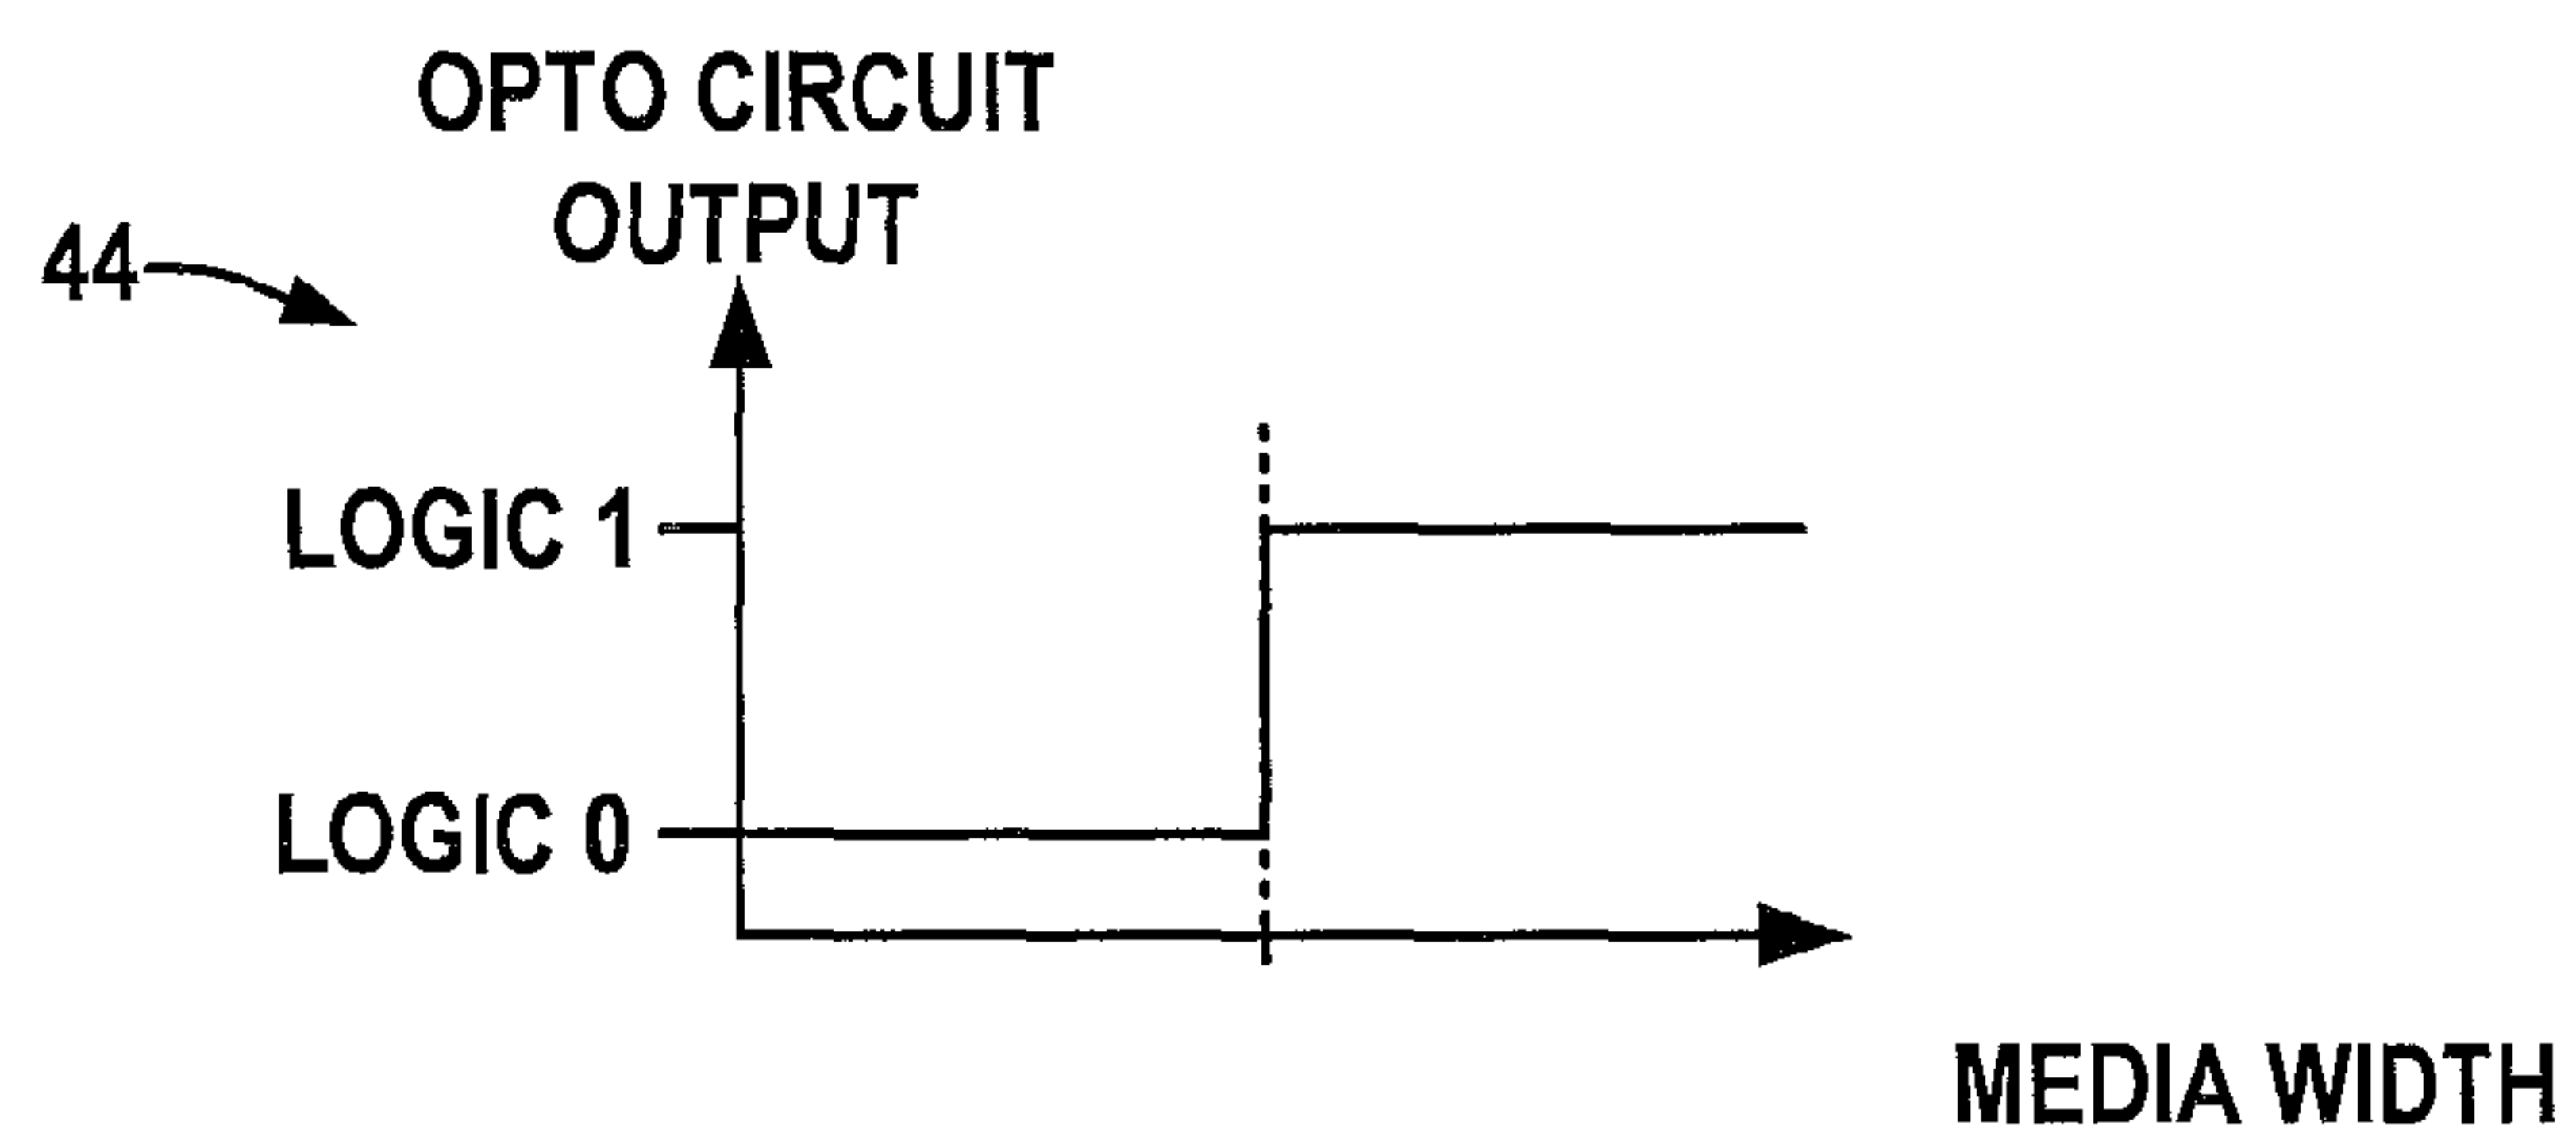 OPTO CIRCUIT
OUTPUT
44
LOGIC 1
LOGIC 0
MEDIA WIDTH